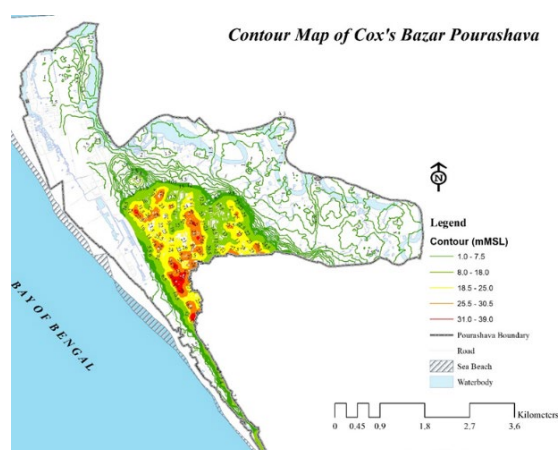 Contour Map of Cox's Bazar Pourashava
N
Legend
Contour (mMSL)
1.0 - 7.5
8.0 - 18.0
18.5 - 25.0
25.5 - 30.5
31.0 - 39.0
Pourashava Boundary
Road
Sea Beach
Waterbody
BAY OF BENGAL
Kilometers
0 0.45 0.9 1.8 2.7 3.6